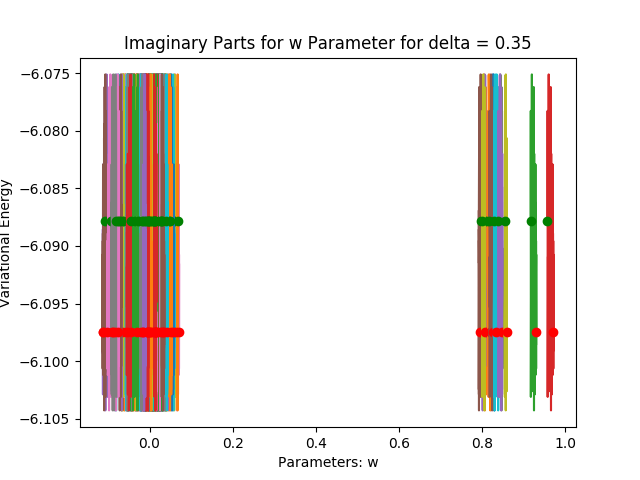 Imaginary Parts for w Parameter for delta = 0.35
−6.075
−6.080
−6.085
−6.090
−6.095
−6.100
−6.105
Variational Energy
0.0 0.2 0.4 0.6 0.8 1.0
Parameters: w